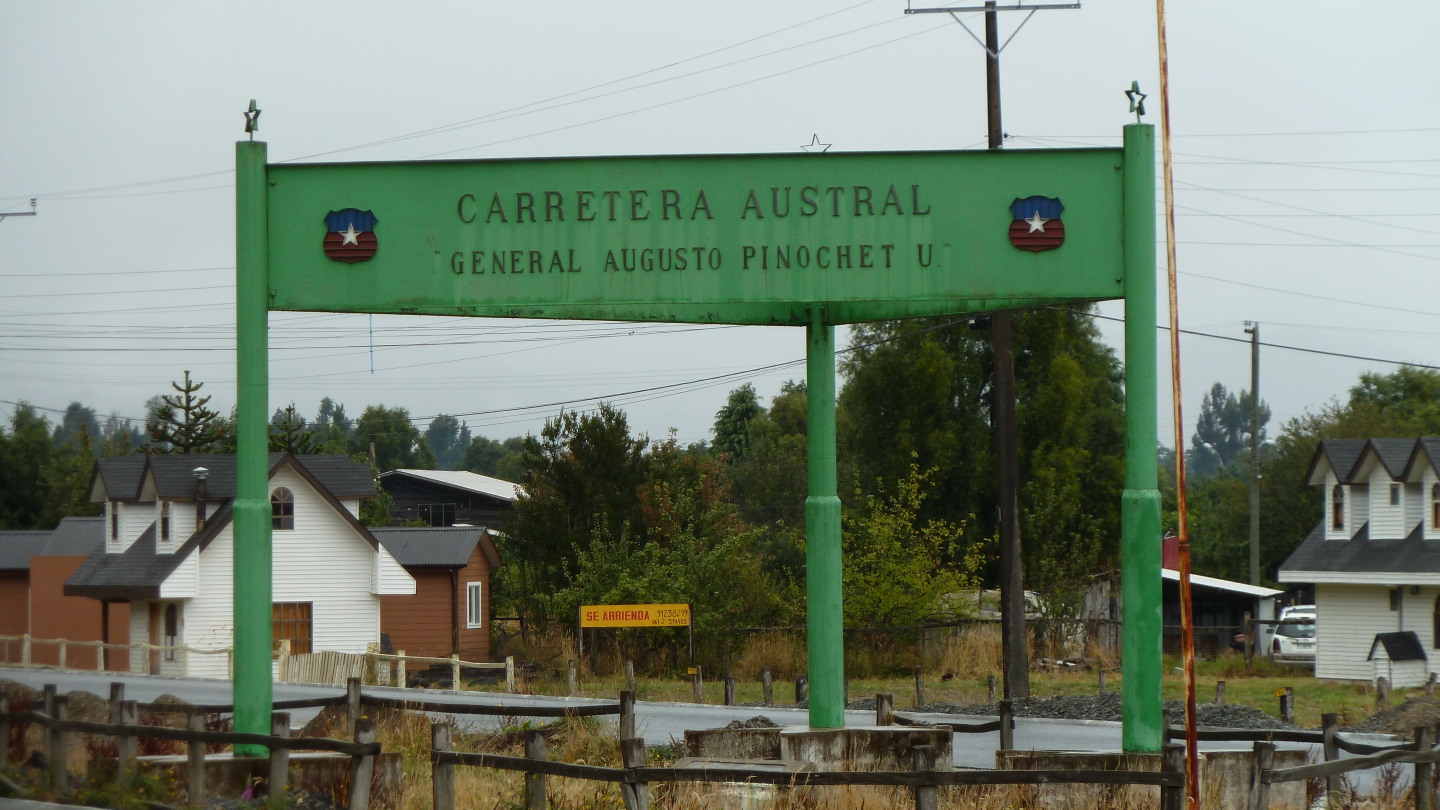 CARRETERA AUSTRAL
"GENERAL AUGUSTO PINOCHET U."
SE ARRIENDA